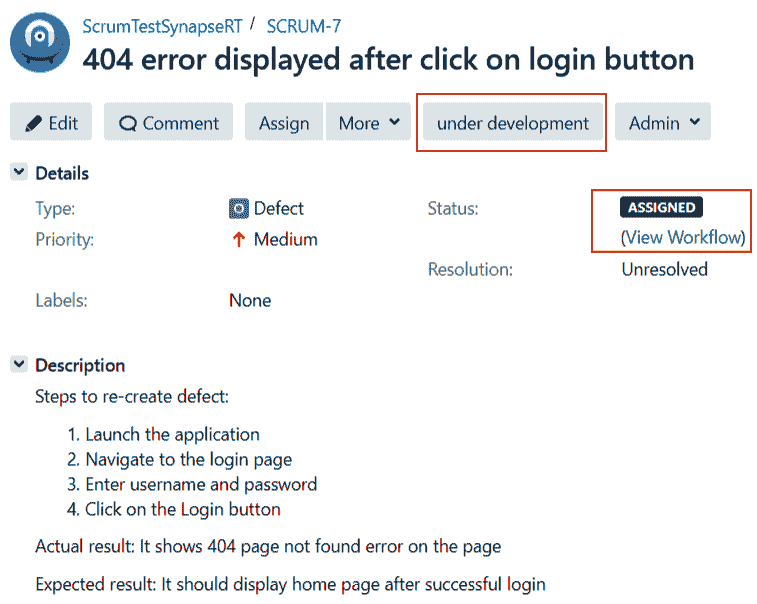 ScrumTestSynapseRT / SCRUM-7
404 error displayed after click on login button
Edit Comment Assign More under development Admin
Details
Type: Defect Status: ASSIGNED
Priority: Medium (View Workflow)
Resolution: Unresolved
Labels: None
Description
Steps to re-create defect:
1. Launch the application
2. Navigate to the login page
3. Enter username and password
4. Click on the Login button
Actual result: It shows 404 page not found error on the page
Expected result: It should display home page after successful login